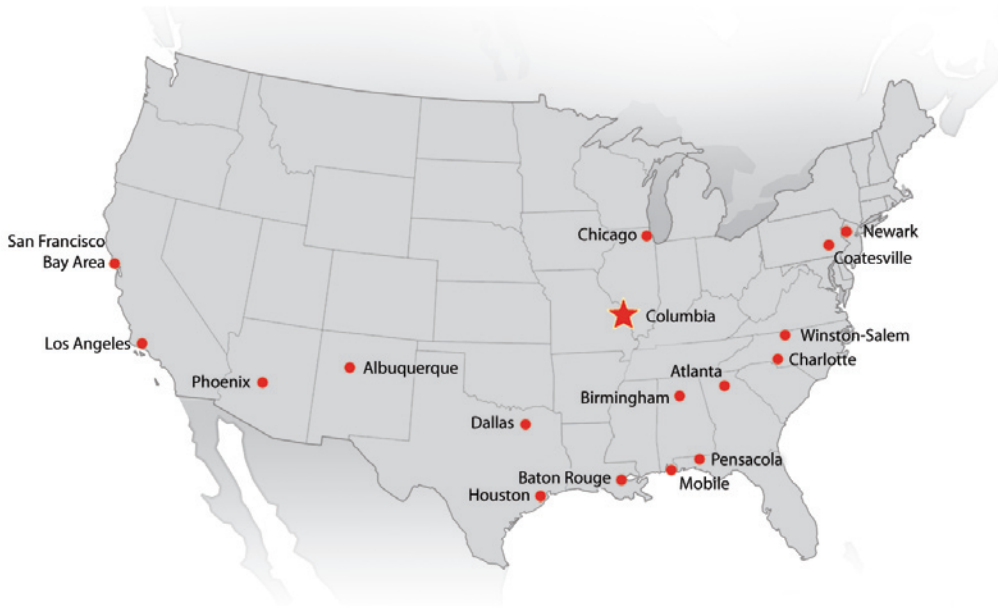 Chicago
Newark
Coatesville
San Francisco
Bay Area
Columbia
Winston-Salem
Los Angeles
Charlotte
Albuquerque
Atlanta
Phoenix
Birmingham
Dallas
Pensacola
Baton Rouge
Mobile
Houston